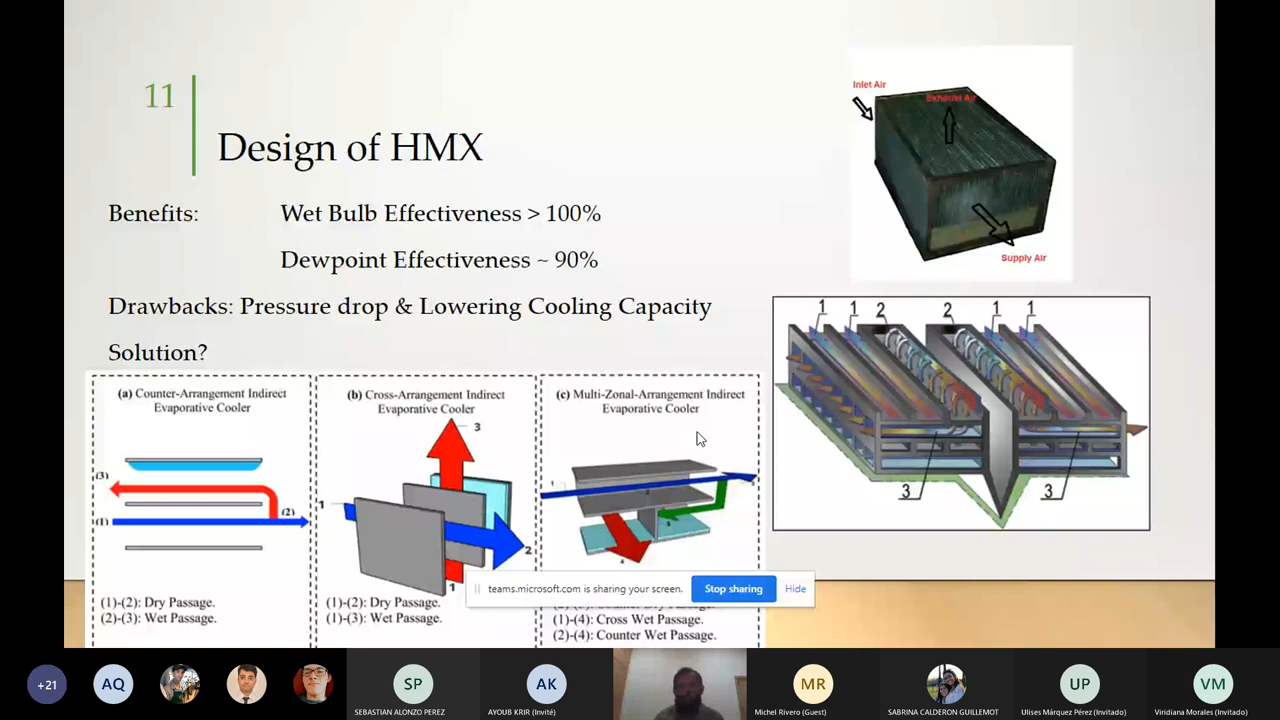 11
Design of HMX
Benefits: Wet Bulb Effectiveness > 100%
Dewpoint Effectiveness ~ 90%
Drawbacks: Pressure drop & Lowering Cooling Capacity
Solution?
Inlet Air
Exhaust Air
Supply Air
1 1 2 2 1 1
3 3
(a) Counter-Arrangement Indirect
Evaporative Cooler
(3)
(2)
(1)
(1)-(2): Dry Passage.
(2)-(3): Wet Passage.
(b) Cross-Arrangement Indirect
Evaporative Cooler
3
1
2
1
(1)-(2): Dry Passage.
(1)-(3): Wet Passage.
(c) Multi-Zonal-Arrangement Indirect
Evaporative Cooler
(1)-(4): Cross Wet Passage.
(2)-(4): Counter Wet Passage.
teams.microsoft.com is sharing your screen.
Stop sharing
Hide
+21
AQ
SP
SEBASTIAN ALONZO PEREZ
AK
AYOUB KRIR (Invité)
MR
Michel Rivero (Guest)
SABRINA CALDERON GUILLEMOT
UP
Ulises Márquez Pérez (Invitado)
VM
Viridiana Morales (Invitado)